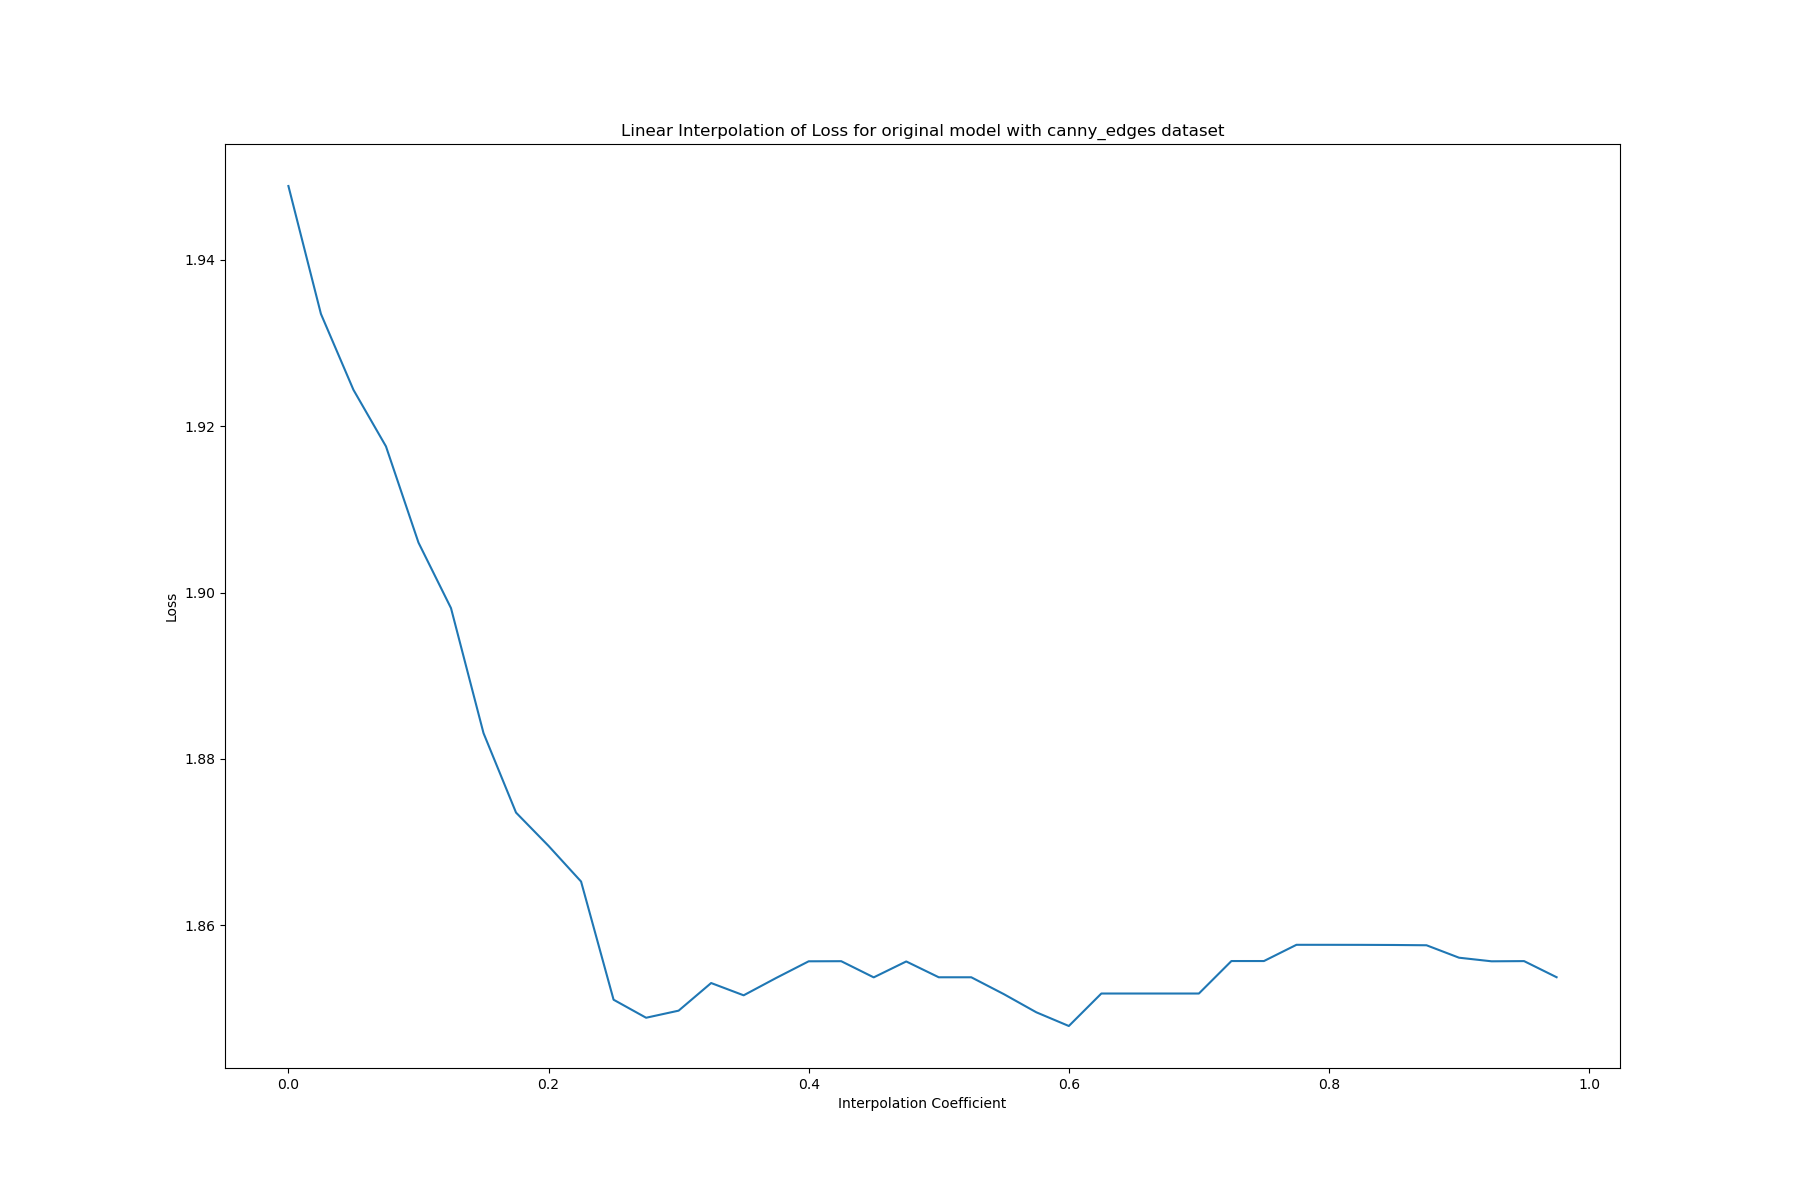 Linear Interpolation of Loss for original model with canny_edges dataset
1.94
1.92
1.90
1.88
1.86
Loss
0.0 0.2 0.4 0.6 0.8 1.0
Interpolation Coefficient